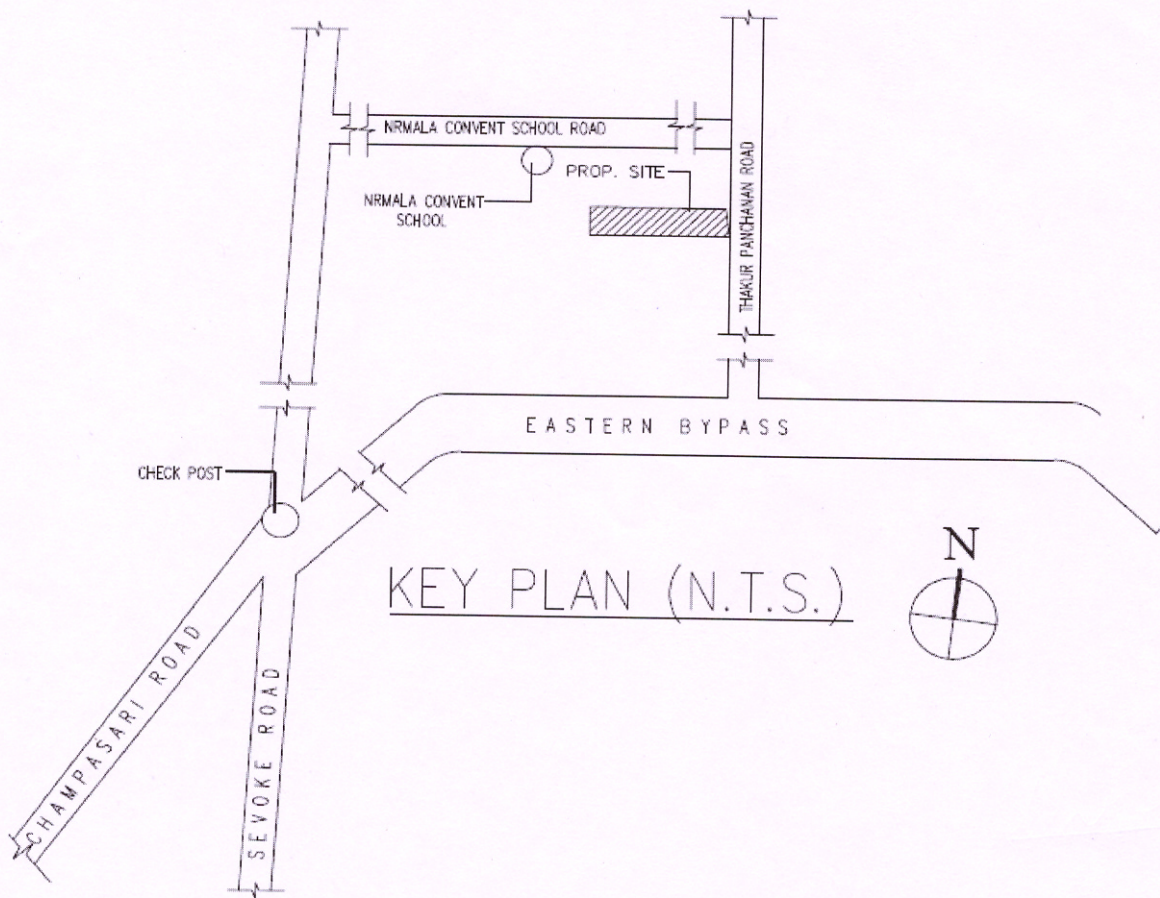 NRMALA CONVENT SCHOOL ROAD
PROP. SITE
NRMALA CONVENT
SCHOOL
THAKUR PANCHANAN ROAD
EASTERN BYPASS
CHECK POST
N
KEY PLAN (N.T.S.)
CHAMPASARI ROAD
SEVOKE ROAD